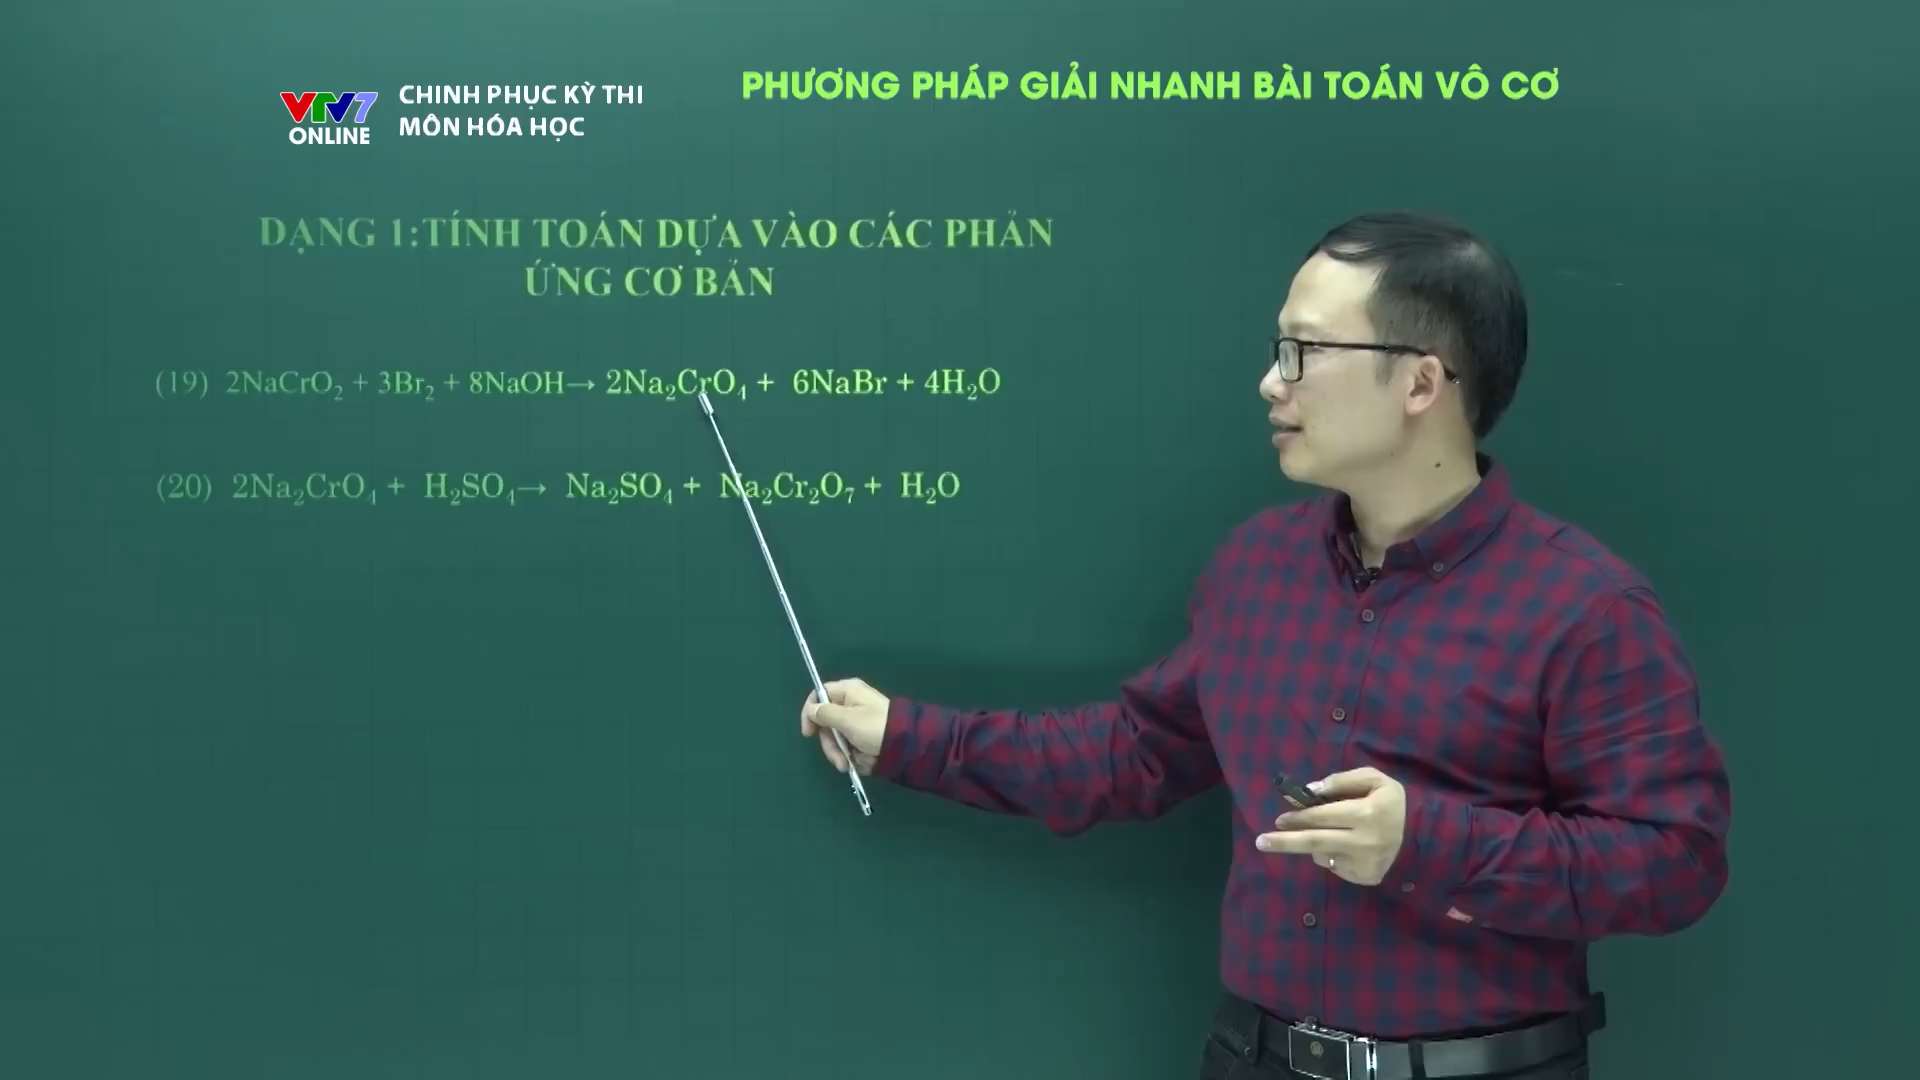 VTV7
ONLINE
CHINH PHỤC KỲ THI
MÔN HÓA HỌC
PHƯƠNG PHÁP GIẢI NHANH BÀI TOÁN VÔ CƠ
DẠNG 1:TÍNH TOÁN DỰA VÀO CÁC PHẢN
ỨNG CƠ BẢN
(19) 2NaCrO₂ + 3Br₂ + 8NaOH→ 2Na₂CrO₄ + 6NaBr + 4H₂O
(20) 2Na₂CrO₄ + H₂SO₄→ Na₂SO₄ + Na₂Cr₂O₇ + H₂O